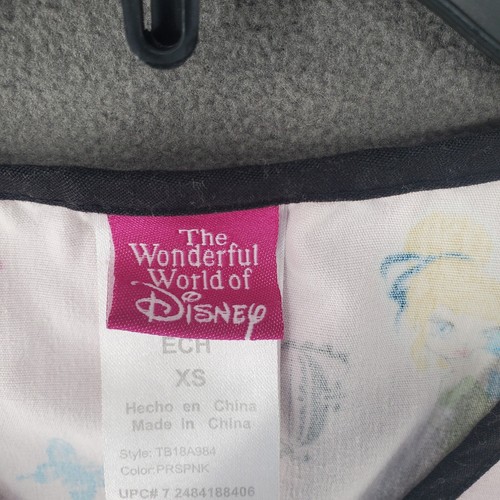 The
Wonderful
World of
Disney
ECH
XS
Hecho en China
Made in China
Style: TB18A984
Color:PRSPNK
UPC# 7 2484188406